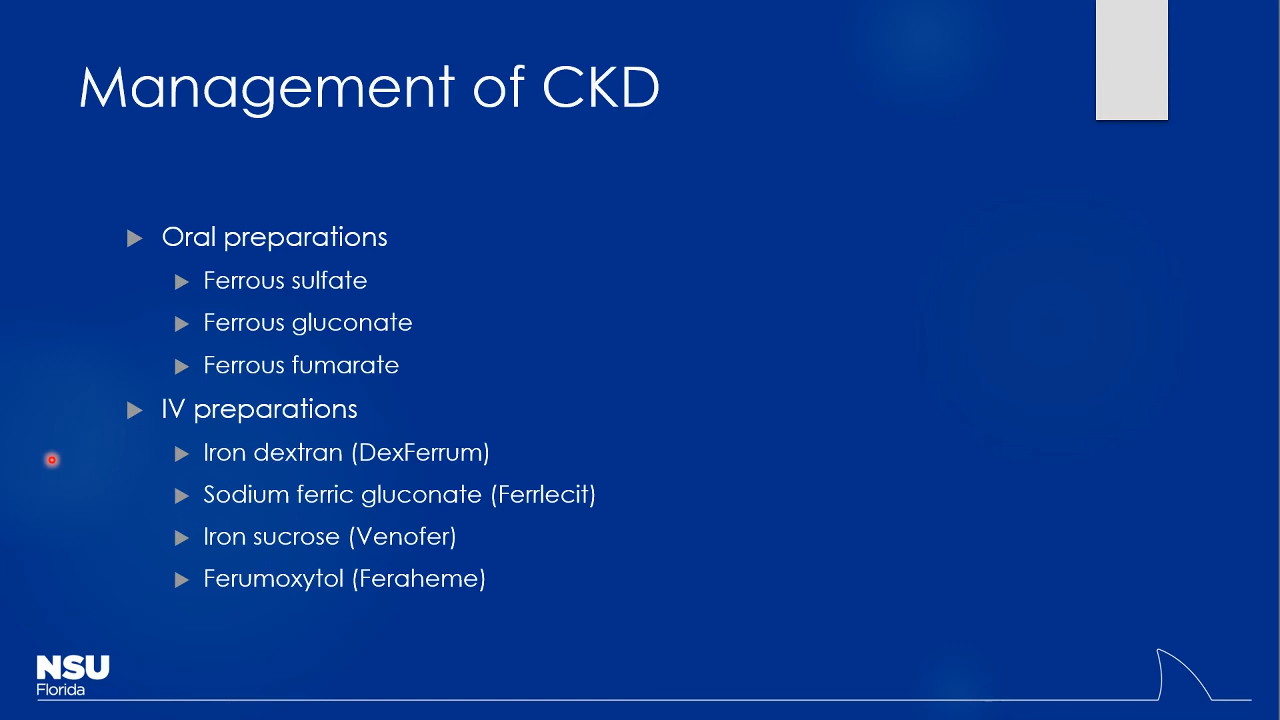 Management of CKD
Oral preparations
Ferrous sulfate
Ferrous gluconate
Ferrous fumarate
IV preparations
Iron dextran (DexFerrum)
Sodium ferric gluconate (Ferrlecit)
Iron sucrose (Venofer)
Ferumoxytol (Feraheme)
NSU
Florida